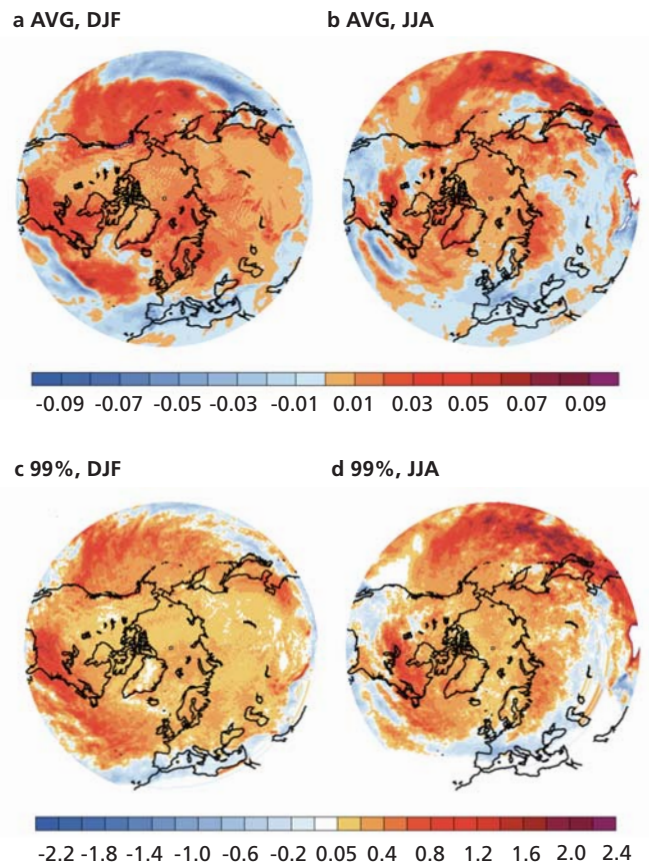 a AVG, DJF
b AVG, JJA
-0.09 -0.07 -0.05 -0.03 -0.01 0.01 0.03 0.05 0.07 0.09
c 99%, DJF
d 99%, JJA
-2.2 -1.8 -1.4 -1.0 -0.6 -0.2 0.05 0.4 0.8 1.2 1.6 2.0 2.4